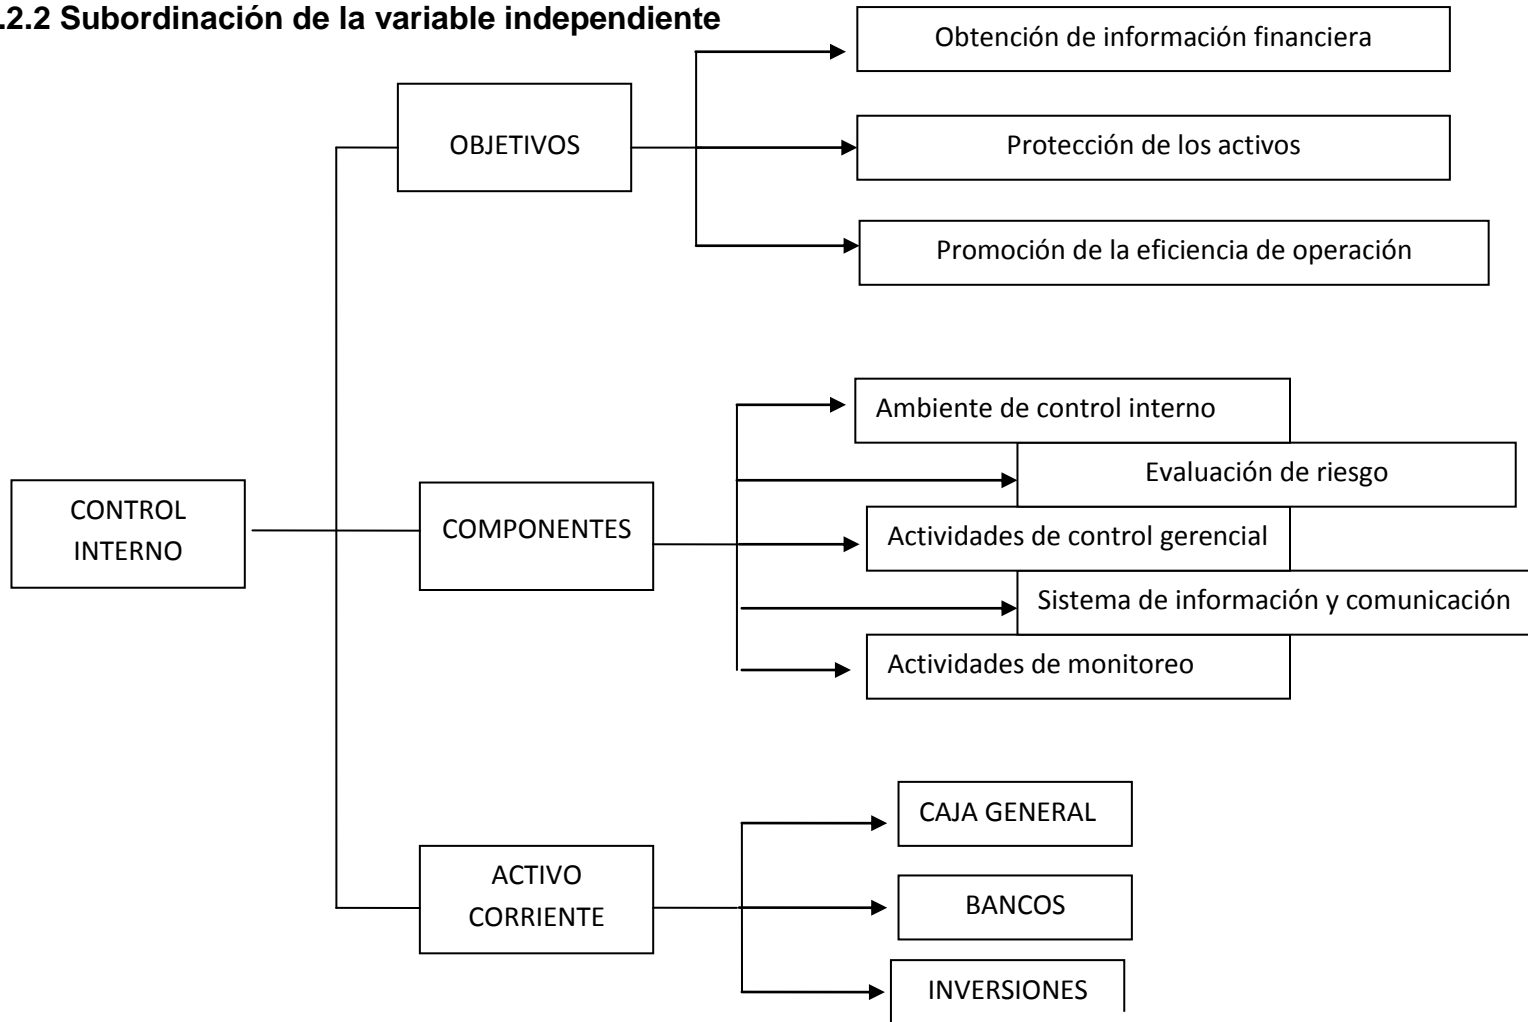 .2.2 Subordinación de la variable independiente
Obtención de información financiera
OBJETIVOS
Protección de los activos
Promoción de la eficiencia de operación
CONTROL
INTERNO
COMPONENTES
Ambiente de control interno
Evaluación de riesgo
Actividades de control gerencial
Sistema de información y comunicación
Actividades de monitoreo
ACTIVO
CORRIENTE
CAJA GENERAL
BANCOS
INVERSIONES